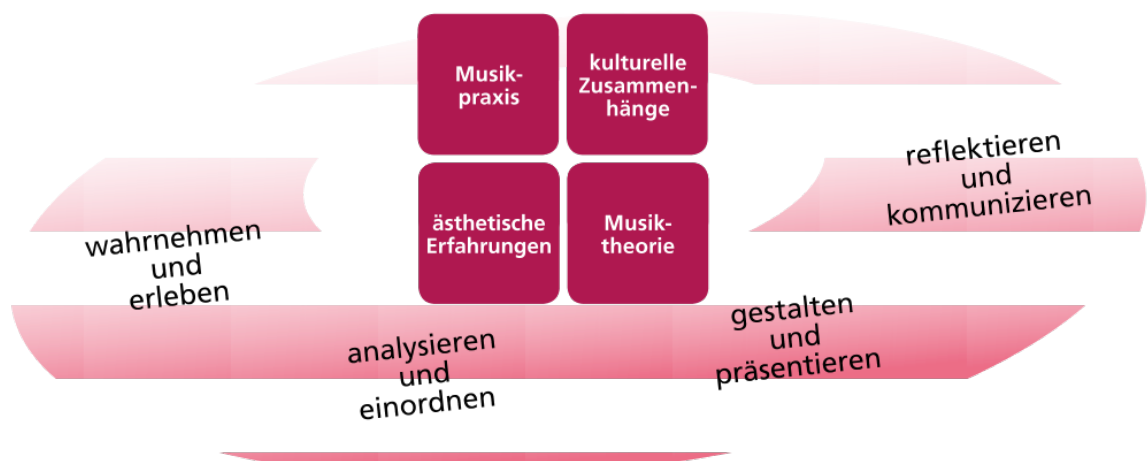 Musik-
praxis
kulturelle
Zusammen-
hänge
ästhetische
Erfahrungen
Musik-
theorie
wahrnehmen
und
erleben
analysieren
und
einordnen
gestalten
und
präsentieren
reflektieren
und
kommunizieren